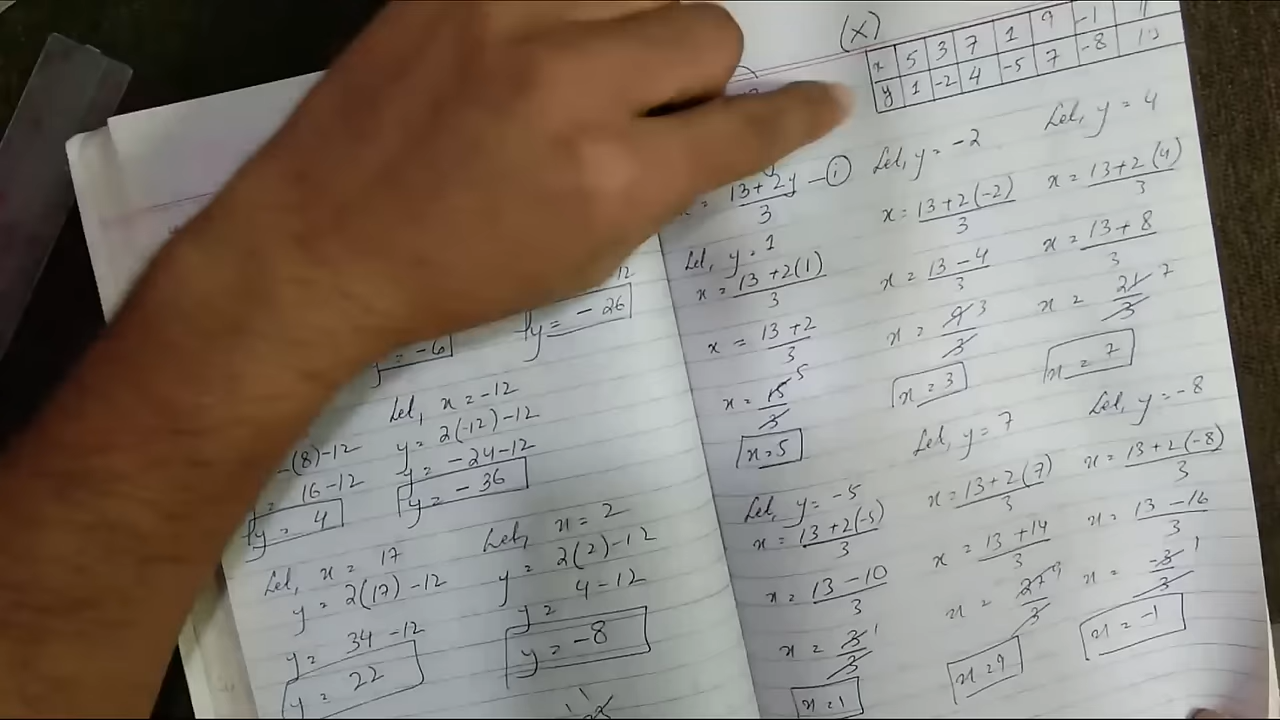 12
y = -26
= -6
Let, x = -12
y = 2(-12)-12
y = -24-12
y = -36
-(8)-12
16-12
y = 4
Let, x = 17
y = 2(17)-12
y = 34-12
y = 22
Let, x = 2
y = 2(2)-12
y = 4-12
y = -8
(X)
x 5 3 7 1 9 -1 11
y 1 -2 4 -5 7 -8 10
x = 13+2y/3 - (i)
Let, y = 1
x = 13+2(1)/3
x = 13+2/3
x = 15/3 5
x = 5
Let, y = -2
x = 13+2(-2)/3
x = 13-4/3
x = 9/3 3
x = 3
Let, y = 4
x = 13+2(4)/3
x = 13+8/3
x = 21/3 7
x = 7
Let, y = -5
x = 13+2(-5)/3
x = 13-10/3
x = 3/3 1
x = 1
Let, y = 7
x = 13+2(7)/3
x = 13+14/3
x = 27/3 9
x = 9
Let, y = -8
x = 13+2(-8)/3
x = 13-16/3
x = -3/3 1
x = -1